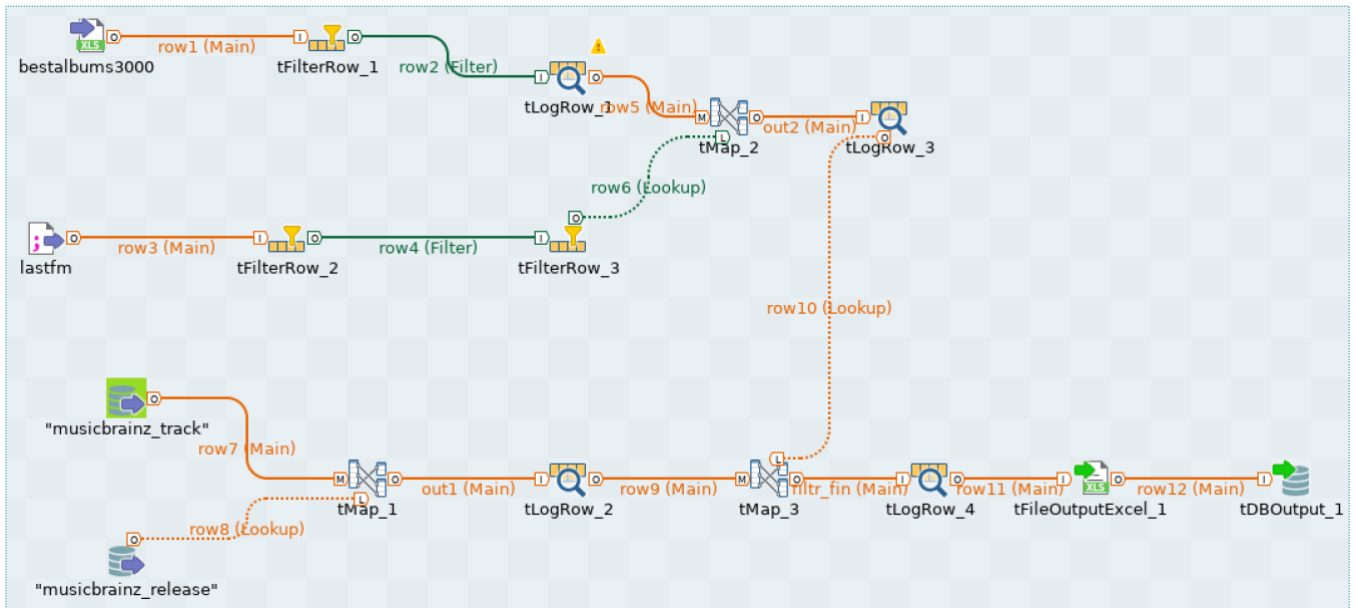 XLS
O
row1 (Main)
I
O
bestalbums3000
tFilterRow_1
row2 (Filter)
I
O
tLogRow_1
row5 (Main)
M
O
out2 (Main)
I
O
L
tMap_2
tLogRow_3
row6 (Lookup)
O
;
O
row3 (Main)
I
O
row4 (Filter)
I
lastfm
tFilterRow_2
tFilterRow_3
row10 (Lookup)
O
"musicbrainz_track"
row7 (Main)
L
M
O
out1 (Main)
I
O
row9 (Main)
M
O
filtr_fin (Main)
I
O
row11 (Main)
I
XLS
O
row12 (Main)
I
L
tMap_1
tLogRow_2
tMap_3
tLogRow_4
tFileOutputExcel_1
tDBOutput_1
row8 (Lookup)
O
"musicbrainz_release"